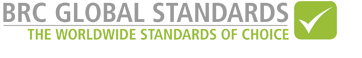 BRC GLOBAL STANDARDS
THE WORLDWIDE STANDARDS OF CHOICE